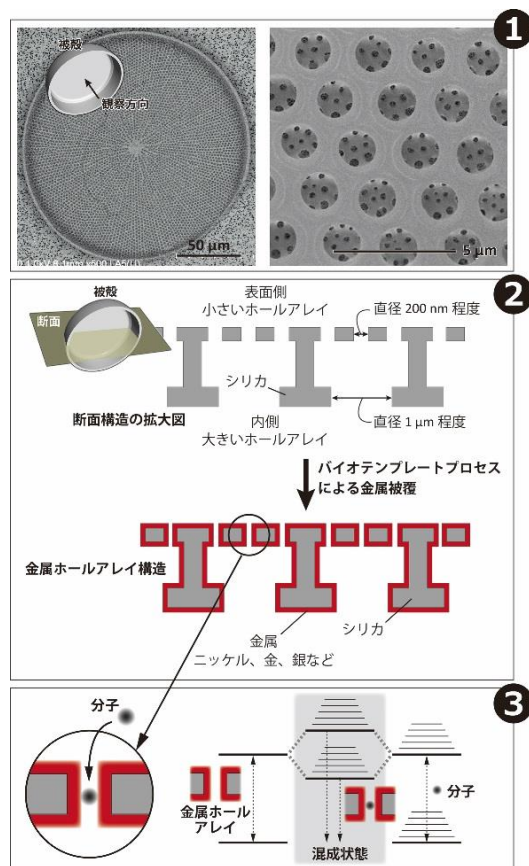 1
被殻
観察方向
50 μm
5 μm
2
被殻
断面
表面側
小さいホールアレイ
直径 200 nm 程度
シリカ
断面構造の拡大図
内側
大きいホールアレイ
直径 1 μm 程度
バイオテンプレートプロセス
による金属被覆
金属ホールアレイ構造
金属
ニッケル、金、銀など
シリカ
3
分子
金属ホール
アレイ
分子
混成状態